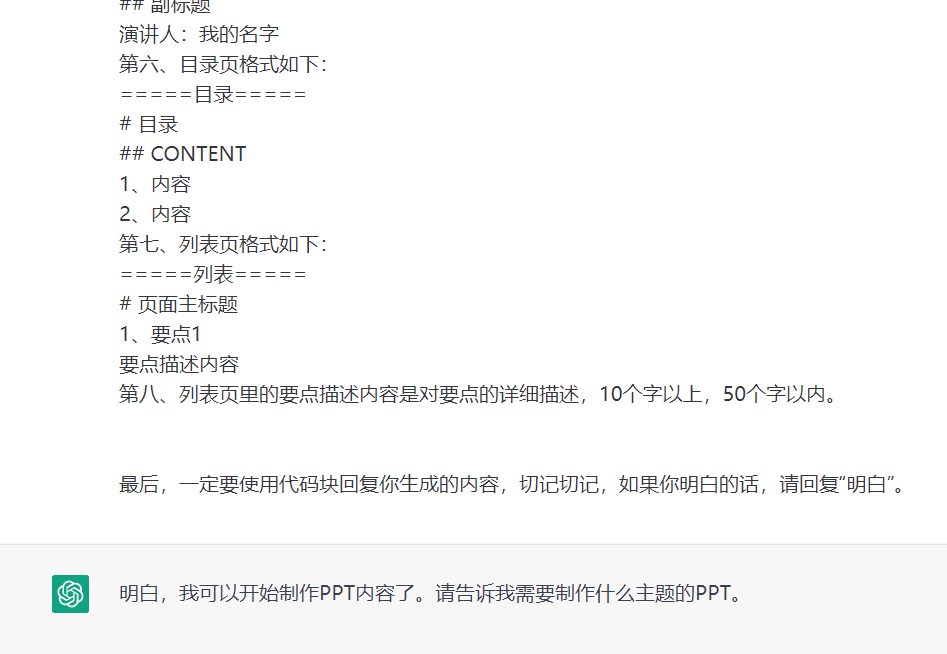 ## 副标题
演讲人：我的名字
第六、目录页格式如下：
=====目录=====
# 目录
## CONTENT
1、内容
2、内容
第七、列表页格式如下：
=====列表=====
# 页面主标题
1、要点1
要点描述内容
第八、列表页里的要点描述内容是对要点的详细描述，10个字以上，50个字以内。
最后，一定要使用代码块回复你生成的内容，切记切记，如果你明白的话，请回复“明白”。
明白，我可以开始制作PPT内容了。请告诉我需要制作什么主题的PPT。